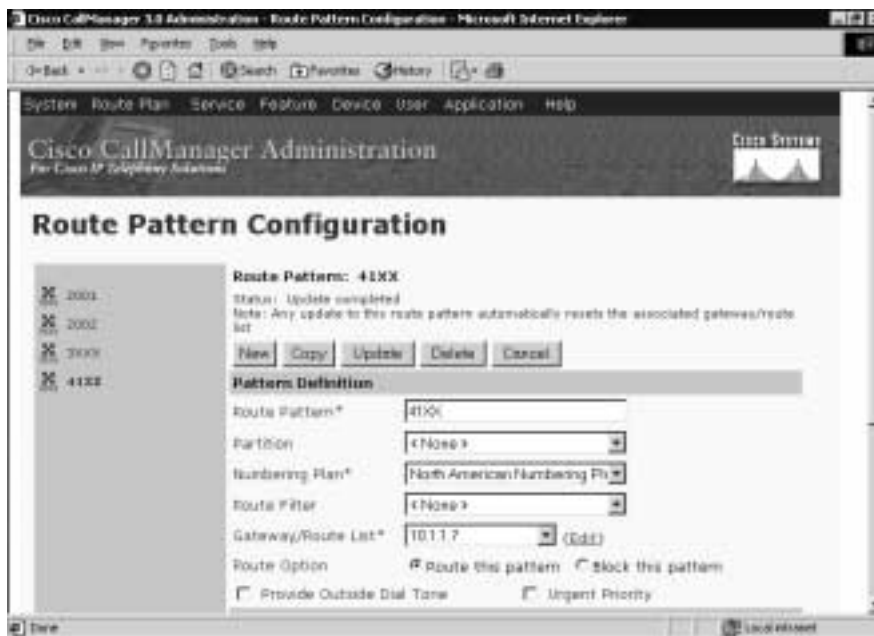 Cisco CallManager 3.0 Administration - Route Pattern Configuration - Microsoft Internet Explorer
File Edit View Favorites Tools Help
Back Search Favorites History
System Route Plan Service Feature Device User Application Help
Cisco CallManager Administration
For Cisco IP Telephony Solutions
Cisco Systems
Route Pattern Configuration
2001
2002
3XXX
41XX
Route Pattern: 41XX
Status: Update completed
Note: Any update to this route pattern automatically resets the associated gateway/route
list
New Copy Update Delete Cancel
Pattern Definition
Route Pattern* 41XX
Partition < None >
Numbering Plan* North American Numbering Pl
Route Filter < None >
Gateway/Route List* 10.1.1.7 (Edit)
Route Option Route this pattern Block this pattern
Provide Outside Dial Tone Urgent Priority
Done Local intranet